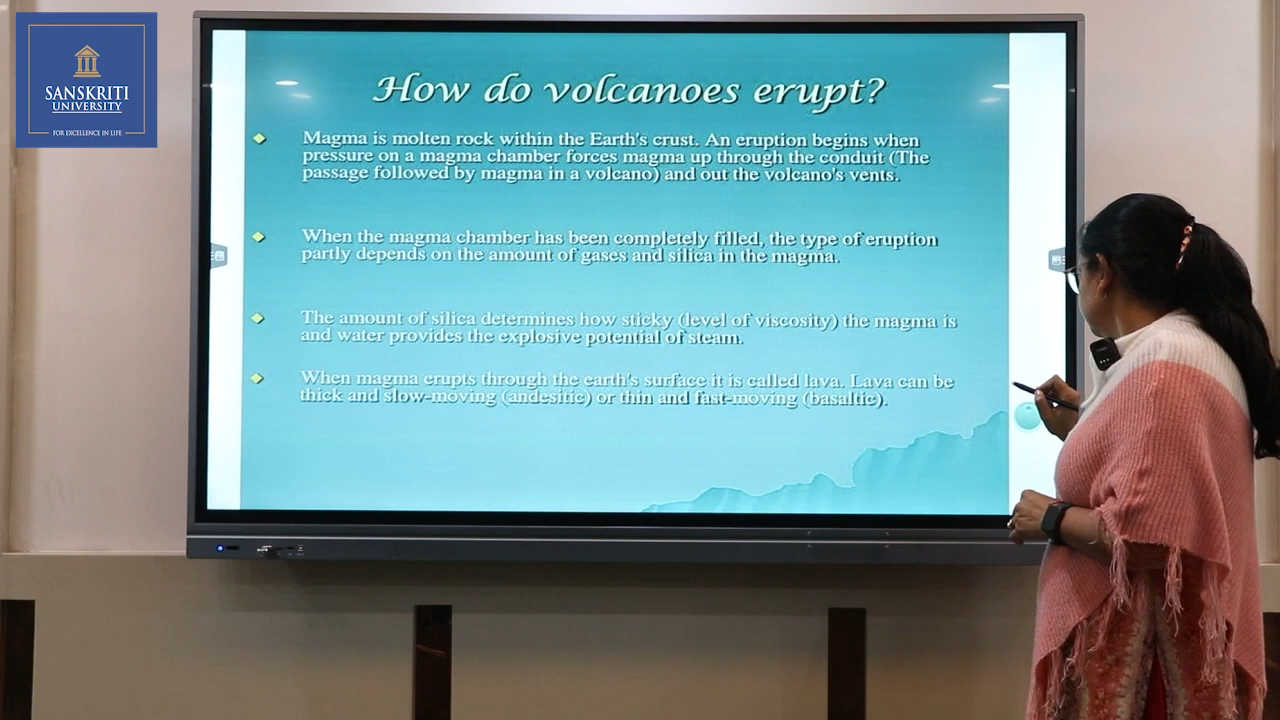 SANSKRITI
UNIVERSITY
FOR EXCELLENCE IN LIFE
How do volcanoes erupt?
Magma is molten rock within the Earth's crust. An eruption begins when
pressure on a magma chamber forces magma up through the conduit (The
passage followed by magma in a volcano) and out the volcano's vents.
When the magma chamber has been completely filled, the type of eruption
partly depends on the amount of gases and silica in the magma.
The amount of silica determines how sticky (level of viscosity) the magma is
and water provides the explosive potential of steam.
When magma erupts through the earth's surface it is called lava. Lava can be
thick and slow-moving (andesitic) or thin and fast-moving (basaltic).